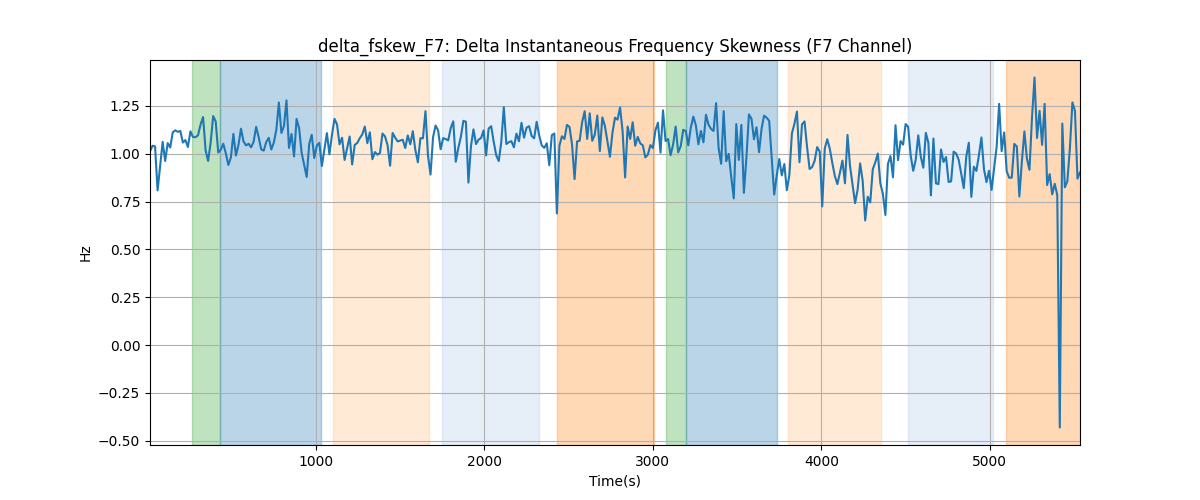 delta_fskew_F7: Delta Instantaneous Frequency Skewness (F7 Channel)
1.25
1.00
0.75
0.50
0.25
0.00
−0.25
−0.50
Hz
1000 2000 3000 4000 5000
Time(s)